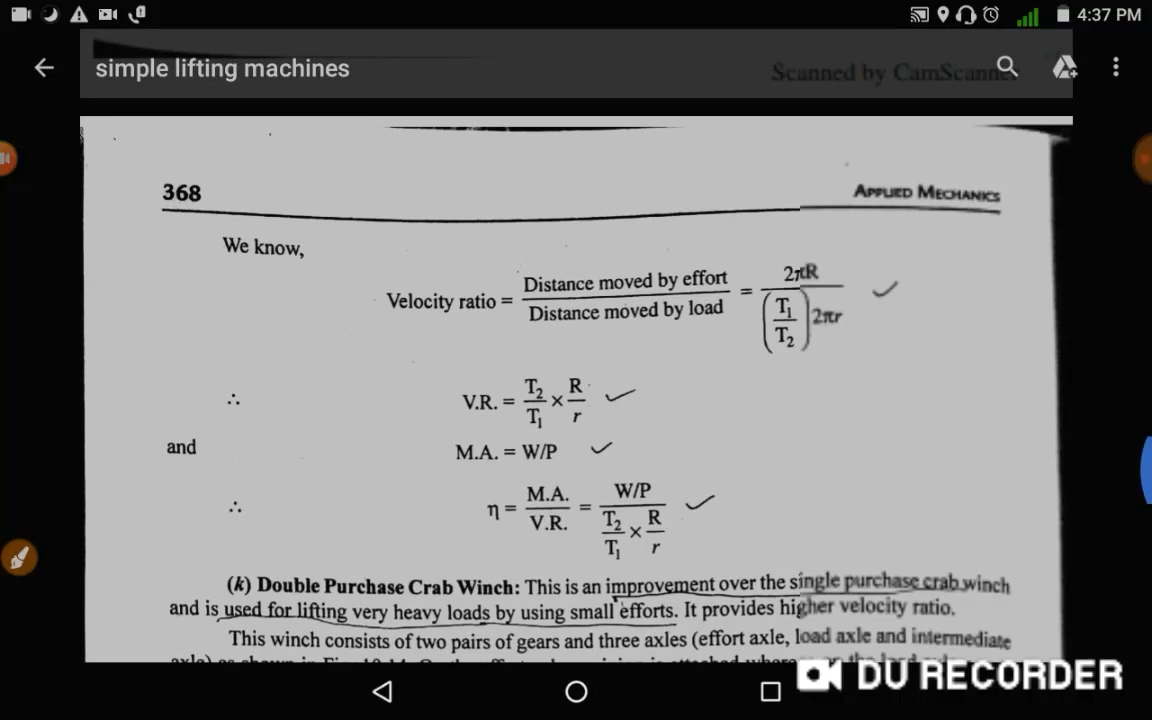 4:37 PM
simple lifting machines
Scanned by CamScanner
368
APPLIED MECHANICS
We know,
Velocity ratio = Distance moved by effort / Distance moved by load = 2πR / (T₁/T₂) 2πr
∴ V.R. = T₂/T₁ × R/r
and M.A. = W/P
∴ η = M.A./V.R. = W/P / T₂/T₁ × R/r
(k) Double Purchase Crab Winch: This is an improvement over the single purchase crab winch
and is used for lifting very heavy loads by using small efforts. It provides higher velocity ratio.
This winch consists of two pairs of gears and three axles (effort axle, load axle and intermediate
DU RECORDER